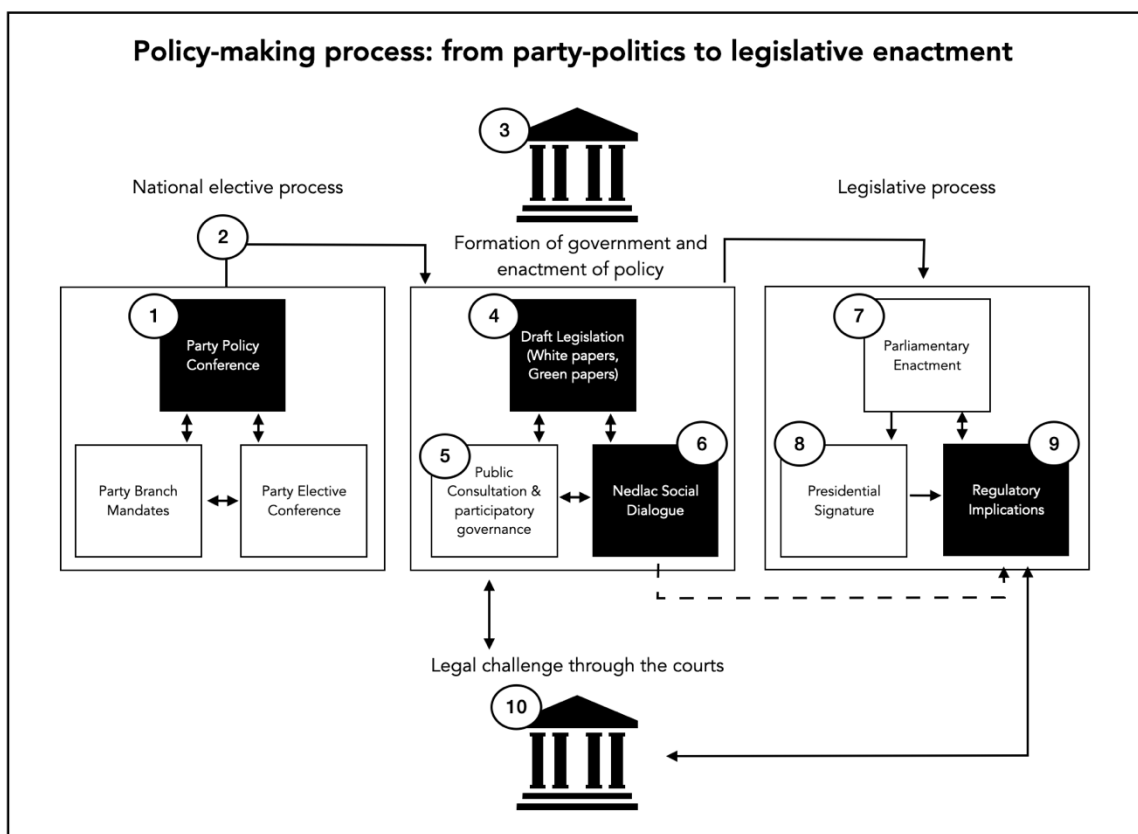 Policy-making process: from party-politics to legislative enactment
3
National elective process
Legislative process
2
Formation of government and
enactment of policy
1
Party Policy
Conference
Party Branch
Mandates
Party Elective
Conference
4
Draft Legislation
(White papers,
Green papers)
5
Public
Consultation &
participatory
governance
6
Nedlac Social
Dialogue
7
Parliamentary
Enactment
8
Presidential
Signature
9
Regulatory
Implications
Legal challenge through the courts
10